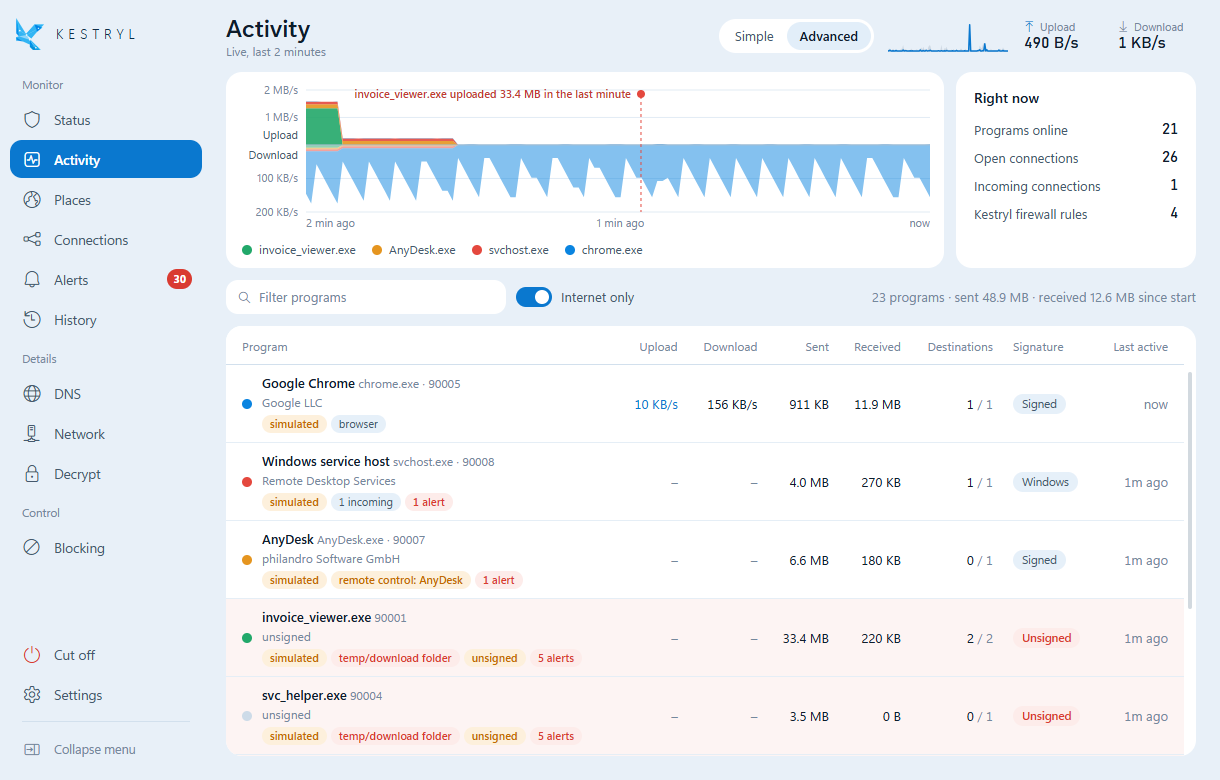 KESTRYL
Monitor
Status
Activity
Places
Connections
Alerts 30
History
Details
DNS
Network
Decrypt
Control
Blocking
Cut off
Settings
Collapse menu
Activity
Live, last 2 minutes
Simple Advanced
Upload
490 B/s
Download
1 KB/s
2 MB/s
1 MB/s
Upload
Download
100 KB/s
200 KB/s
invoice_viewer.exe uploaded 33.4 MB in the last minute
2 min ago 1 min ago now
invoice_viewer.exe AnyDesk.exe svchost.exe chrome.exe
Right now
Programs online 21
Open connections 26
Incoming connections 1
Kestryl firewall rules 4
Filter programs
Internet only
23 programs · sent 48.9 MB · received 12.6 MB since start
Program Upload Download Sent Received Destinations Signature Last active
Google Chrome chrome.exe · 90005
Google LLC
simulated browser
10 KB/s 156 KB/s 911 KB 11.9 MB 1 / 1 Signed now
Windows service host svchost.exe · 90008
Remote Desktop Services
simulated 1 incoming 1 alert
– – 4.0 MB 270 KB 1 / 1 Windows 1m ago
AnyDesk AnyDesk.exe · 90007
philandro Software GmbH
simulated remote control: AnyDesk 1 alert
– – 6.6 MB 180 KB 0 / 1 Signed 1m ago
invoice_viewer.exe 90001
unsigned
simulated temp/download folder unsigned 5 alerts
– – 33.4 MB 220 KB 2 / 2 Unsigned 1m ago
svc_helper.exe 90004
unsigned
simulated temp/download folder unsigned 5 alerts
– – 3.5 MB 0 B 0 / 1 Unsigned 1m ago